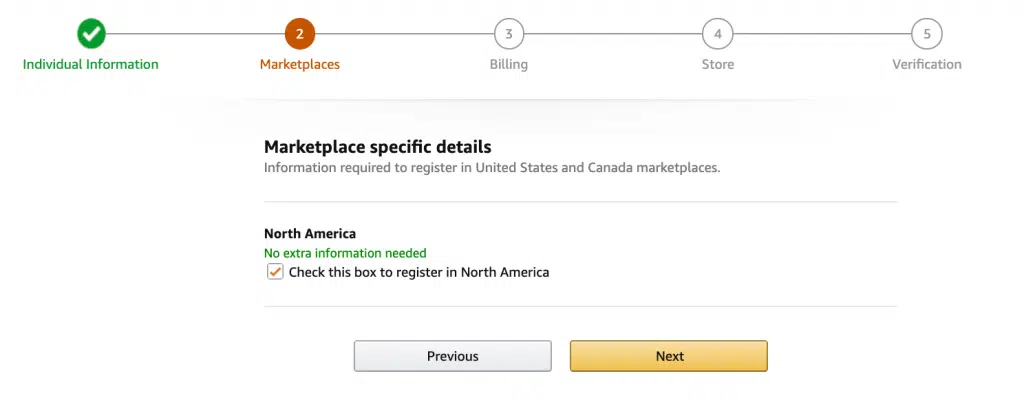 2
3
4
5
Individual Information
Marketplaces
Billing
Store
Verification
Marketplace specific details
Information required to register in United States and Canada marketplaces.
North America
No extra information needed
Check this box to register in North America
Previous
Next